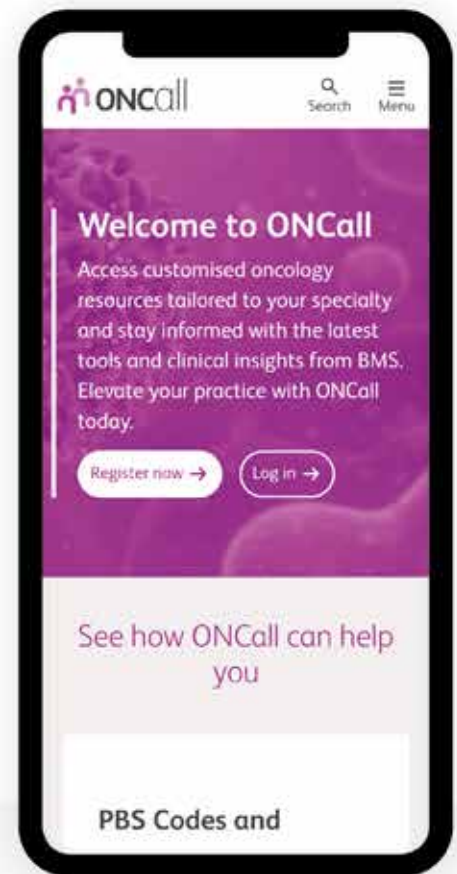 ONCall
Search
Menu
Welcome to ONCall
Access customised oncology
resources tailored to your specialty
and stay informed with the latest
tools and clinical insights from BMS.
Elevate your practice with ONCall
today.
Register now →
Log in →
See how ONCall can help
you
PBS Codes and